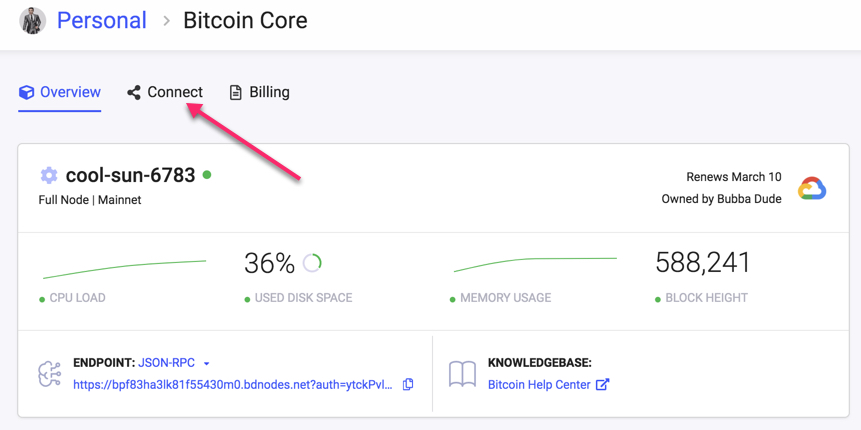 Personal > Bitcoin Core
Overview Connect Billing
cool-sun-6783
Full Node | Mainnet
Renews March 10
Owned by Bubba Dude
36%
588,241
CPU LOAD
USED DISK SPACE
MEMORY USAGE
BLOCK HEIGHT
ENDPOINT: JSON-RPC
https://bpf83ha3lk81f55430m0.bdnodes.net?auth=ytckPvl...
KNOWLEDGEBASE:
Bitcoin Help Center